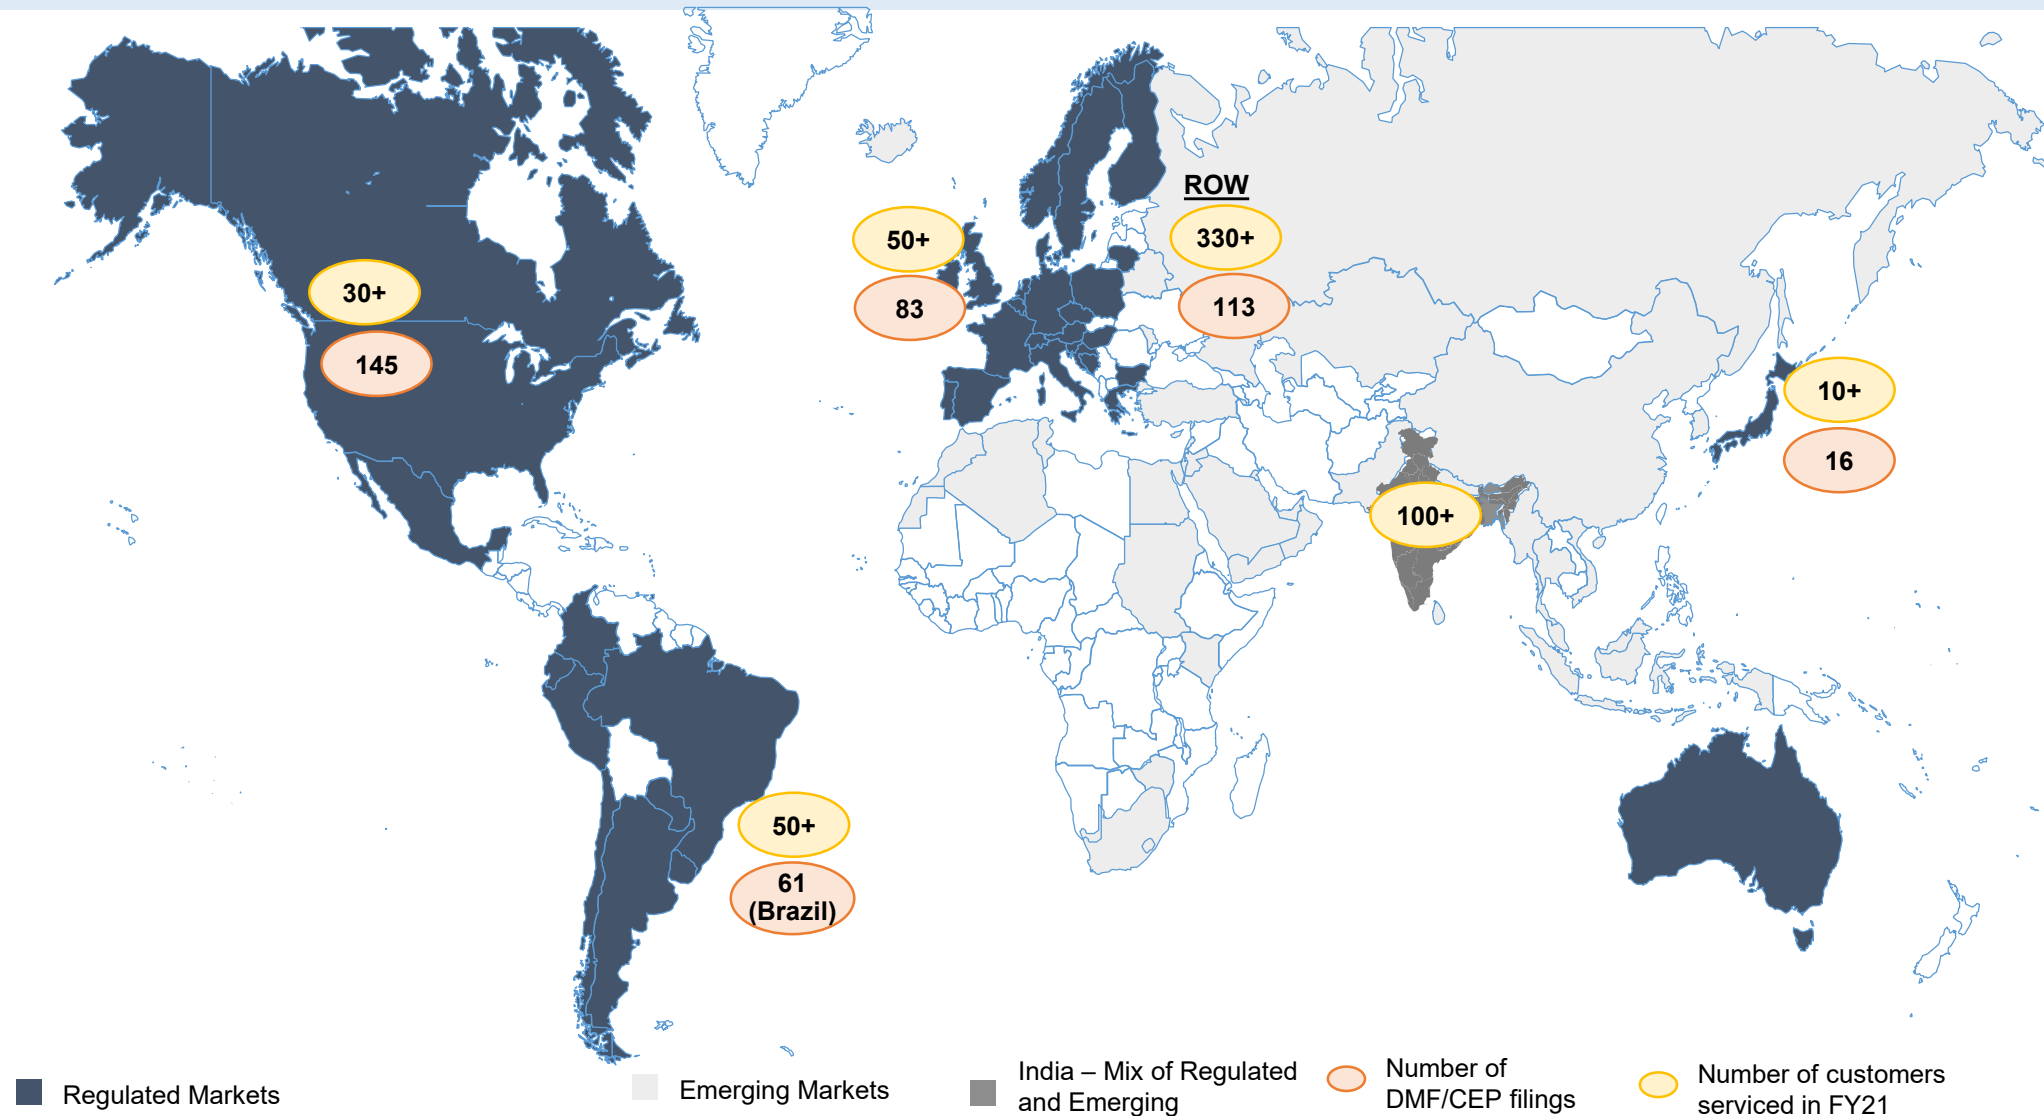 ROW
50+
330+
83
113
30+
145
10+
16
100+
50+
61
(Brazil)
Regulated Markets
Emerging Markets
India – Mix of Regulated
and Emerging
Number of
DMF/CEP filings
Number of customers
serviced in FY21